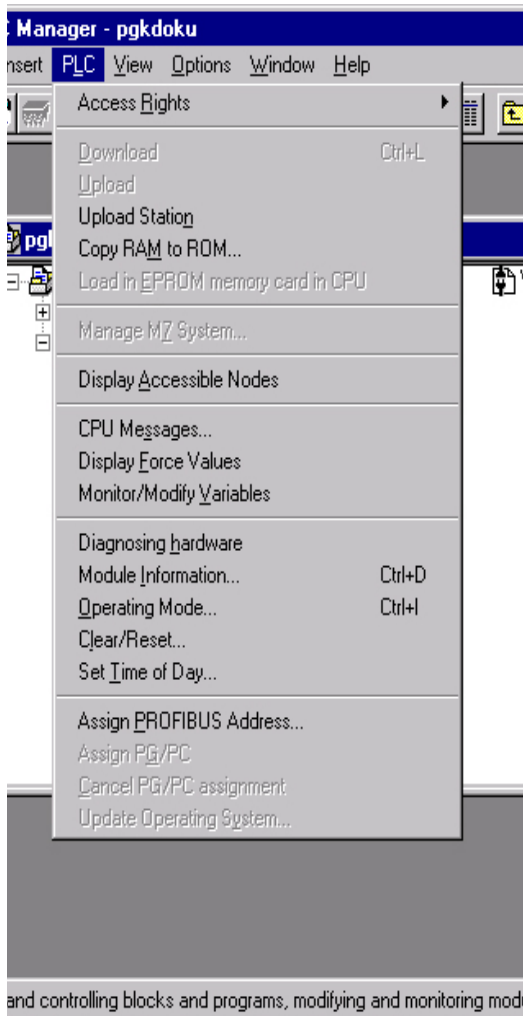 Manager - pgkdoku
nsert PLC View Options Window Help
Access Rights
Download Ctrl+L
Upload
Upload Station
Copy RAM to ROM...
Load in EPROM memory card in CPU
Manage M7 System...
Display Accessible Nodes
CPU Messages...
Display Force Values
Monitor/Modify Variables
Diagnosing hardware
Module Information... Ctrl+D
Operating Mode... Ctrl+I
Clear/Reset...
Set Time of Day...
Assign PROFIBUS Address...
Assign PG/PC
Cancel PG/PC assignment
Update Operating System...
and controlling blocks and programs, modifying and monitoring mod